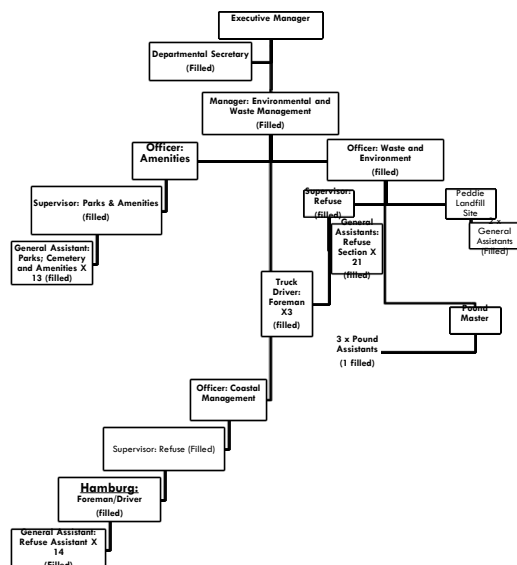 Executive Manager
Departmental Secretary
(Filled)
Manager: Environmental and
Waste Management
(Filled)
Officer:
Amenities
Officer: Waste and
Environment
(filled)
Supervisor: Parks & Amenities
(filled)
Supervisor:
Refuse
(filled)
Peddie
Landfill
Site
2 x
General
Assistants
(Filled)
General
Assistants:
Refuse
Section X
21
(filled)
General Assistant:
Parks; Cemetery
and Amenities X
13 (filled)
Truck
Driver:
Foreman
X3
(filled)
Pound
Master
3 x Pound
Assistants
(1 filled)
Officer: Coastal
Management
Supervisor: Refuse (Filled)
Hamburg:
Foreman/Driver
(filled)
General Assistant:
Refuse Assistant X
14
(Filled)